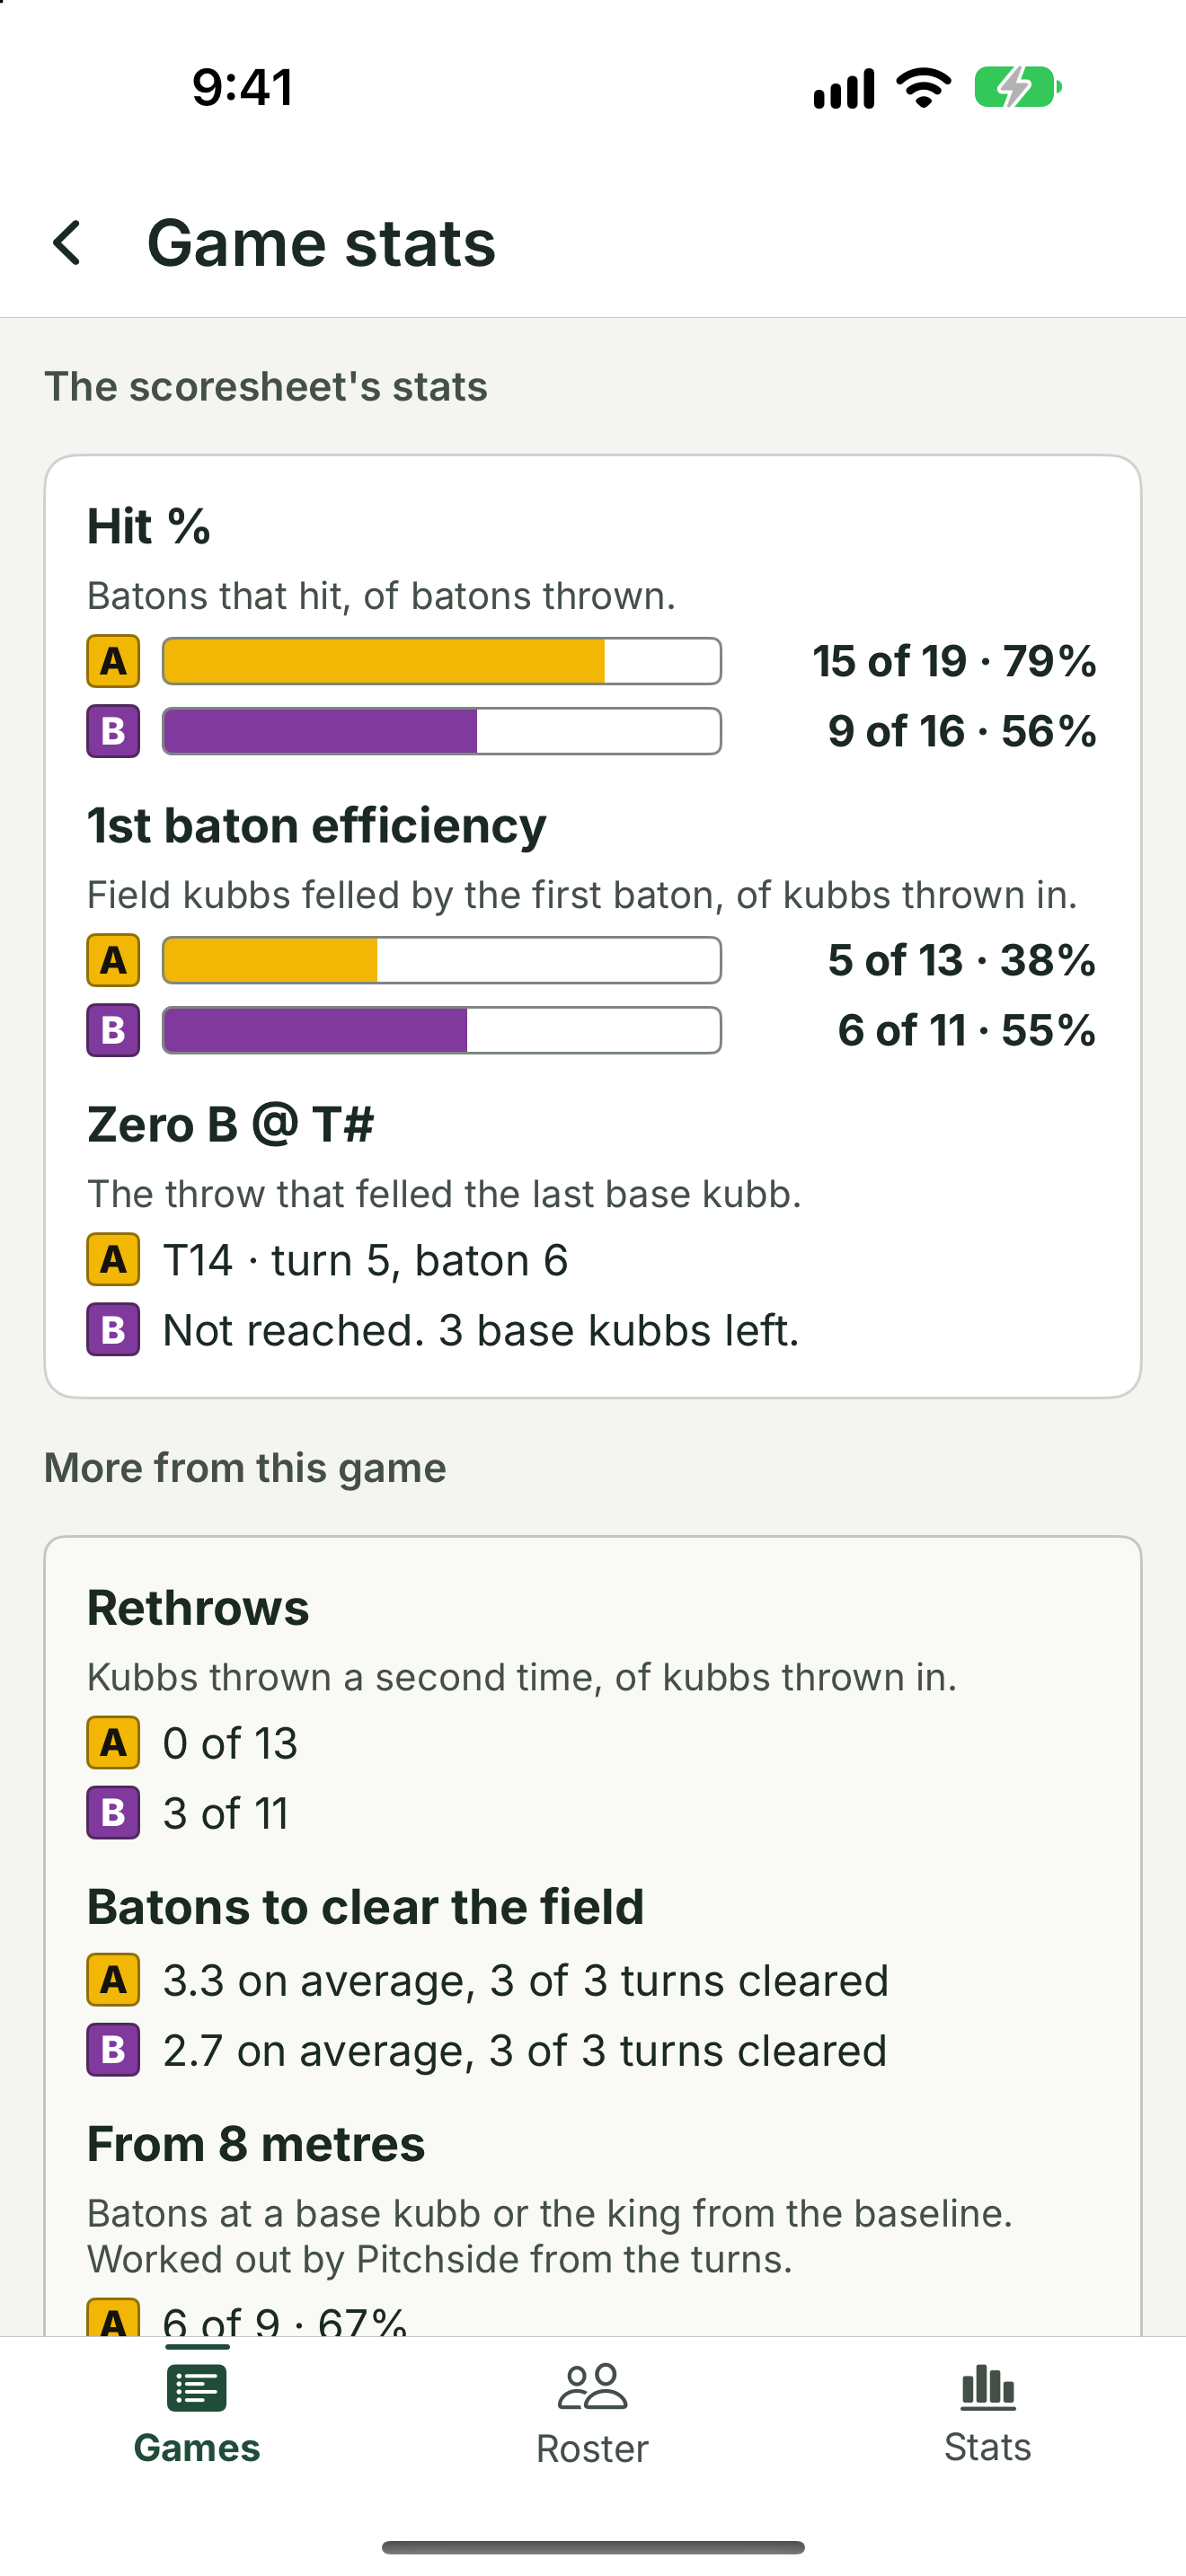 9:41
Game stats
The scoresheet's stats
Hit %
Batons that hit, of batons thrown.
A 15 of 19 · 79%
B 9 of 16 · 56%
1st baton efficiency
Field kubbs felled by the first baton, of kubbs thrown in.
A 5 of 13 · 38%
B 6 of 11 · 55%
Zero B @ T#
The throw that felled the last base kubb.
A T14 · turn 5, baton 6
B Not reached. 3 base kubbs left.
More from this game
Rethrows
Kubbs thrown a second time, of kubbs thrown in.
A 0 of 13
B 3 of 11
Batons to clear the field
A 3.3 on average, 3 of 3 turns cleared
B 2.7 on average, 3 of 3 turns cleared
From 8 metres
Batons at a base kubb or the king from the baseline.
Worked out by Pitchside from the turns.
A 6 of 9 · 67%
Games Roster Stats